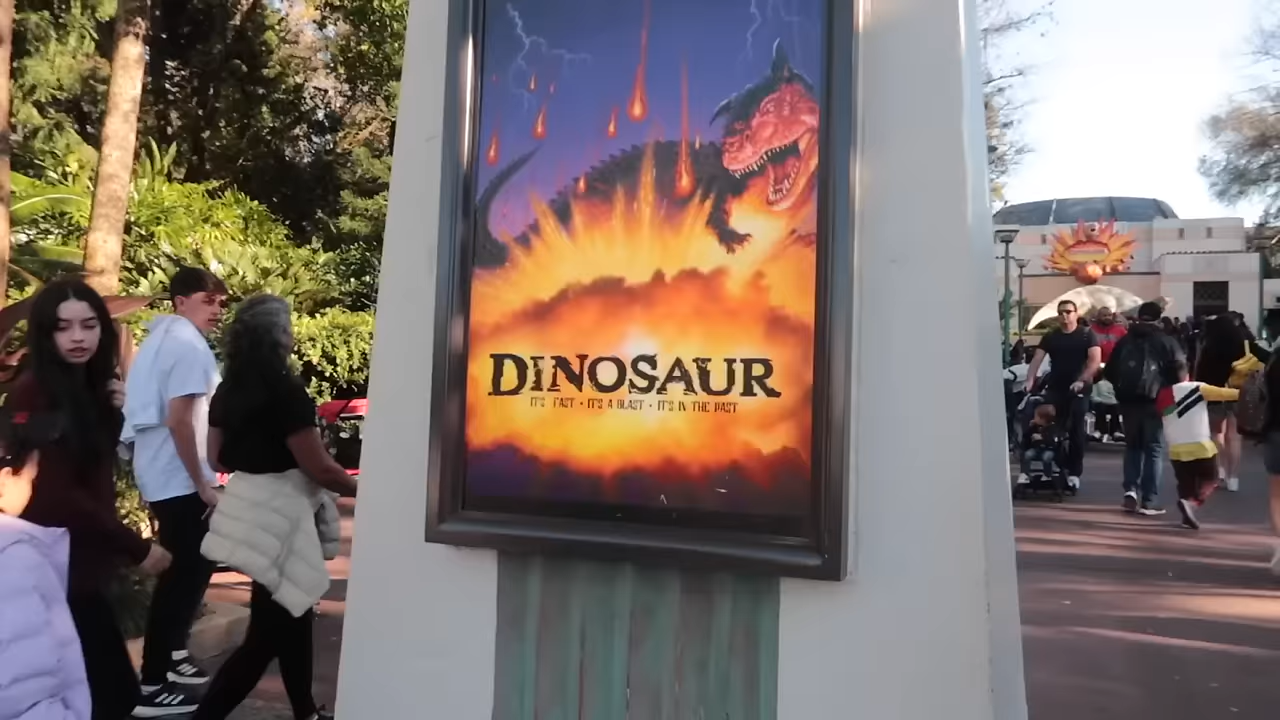 DINOSAUR
IT'S FAST • IT'S A BLAST • IT'S IN THE PAST